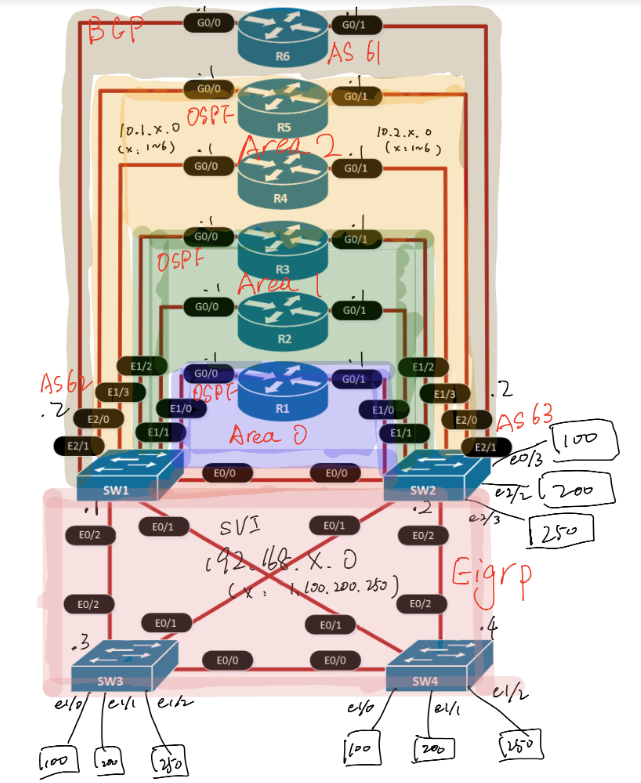 BGP
.1
G0/0
G0/1
R6
AS 61
.1
G0/0
G0/1
OSPF
R5
Area 2
10.1.x.0
(x: 1~6)
10.2.x.0
(x: 1~6)
.1
.1
G0/0
G0/1
R4
.1
.1
G0/0
G0/1
OSPF
R3
Area 1
.1
.1
G0/0
G0/1
R2
.1
.1
G0/0
G0/1
OSPF
R1
Area 0
E1/2
E1/3
AS62
.2
E2/0
E1/0
E1/1
E2/1
E1/2
E1/3
.2
E2/0
AS 63
E1/0
E1/1
E2/1
e0/3
100
SW1
E0/0
E0/0
SW2
e2/2
200
e2/3
250
.1
.2
E0/2
E0/1
SVI
E0/1
E0/2
192.168.x.0
(x: 1.100.200.250)
Eigrp
E0/2
E0/1
E0/1
E0/2
.3
.4
SW3
E0/0
E0/0
SW4
e1/0
e1/1
e1/2
e1/0
e1/1
e1/2
100
200
250
100
200
250